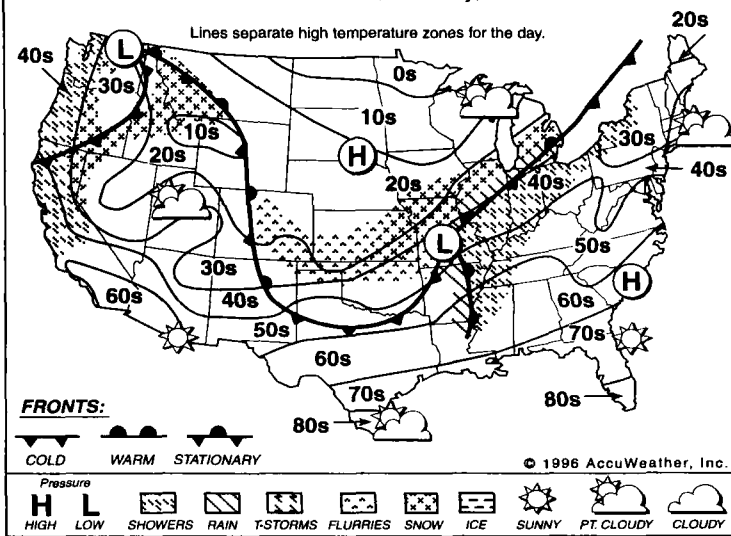 Lines separate high temperature zones for the day.
20s
40s
L
30s
0s
10s
10s
H
20s
20s
30s
40s
40s
L
50s
30s
40s
60s
H
60s
50s
70s
60s
70s
80s
80s
FRONTS:
COLD WARM STATIONARY
© 1996 AccuWeather, Inc.
Pressure
H L
HIGH LOW SHOWERS RAIN T-STORMS FLURRIES SNOW ICE SUNNY PT. CLOUDY CLOUDY